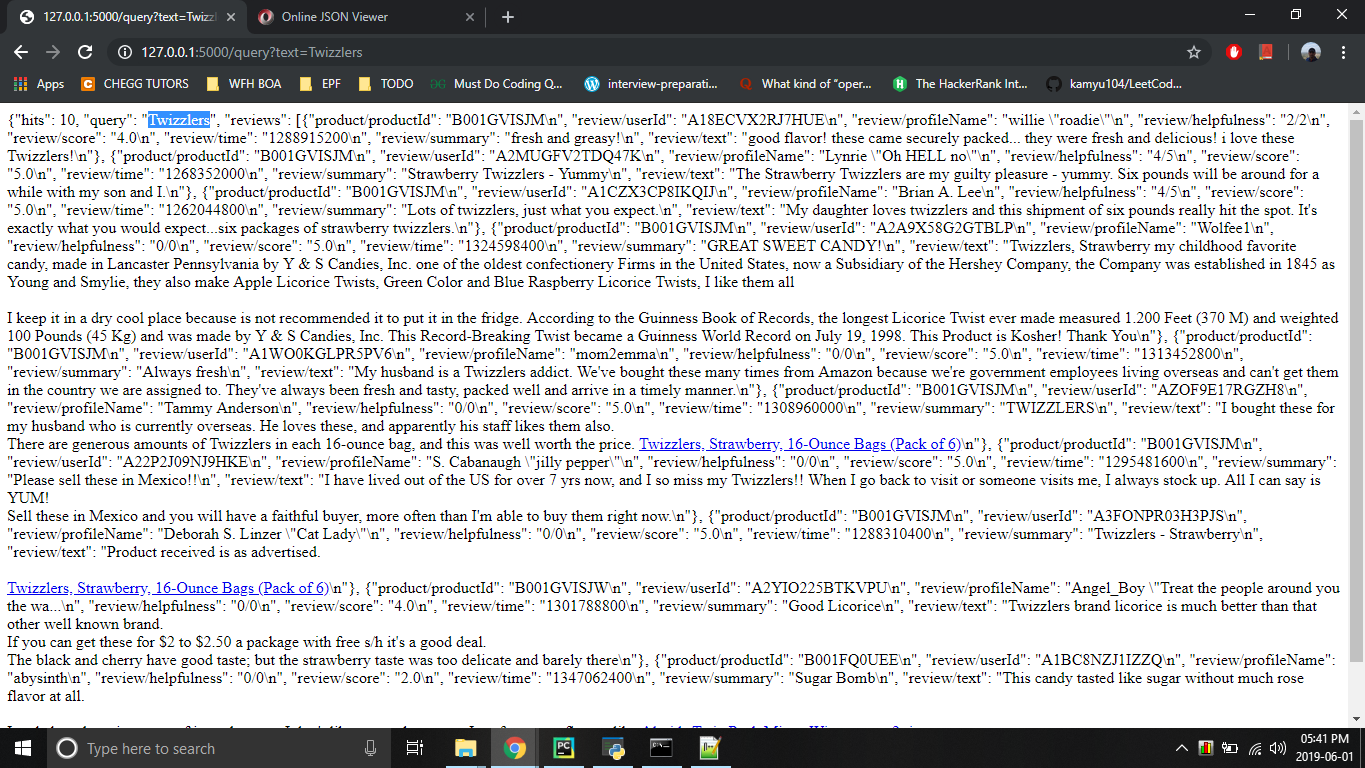 127.0.0.1:5000/query?text=Twizzl
Online JSON Viewer
127.0.0.1:5000/query?text=Twizzlers
Apps CHEGG TUTORS WFH BOA EPF TODO Must Do Coding Q... interview-preparati... What kind of “oper... The HackerRank Int... kamyu104/LeetCod...
{"hits": 10, "query": "Twizzlers", "reviews": [{"product/productId": "B001GVISJM\n", "review/userId": "A18ECVX2RJ7HUE\n", "review/profileName": "willie \"roadie\"\n", "review/helpfulness": "2/2\n",
"review/score": "4.0\n", "review/time": "1288915200\n", "review/summary": "fresh and greasy!\n", "review/text": "good flavor! these came securely packed... they were fresh and delicious! i love these
Twizzlers!\n"}, {"product/productId": "B001GVISJM\n", "review/userId": "A2MUGFV2TDQ47K\n", "review/profileName": "Lynrie \"Oh HELL no\"\n", "review/helpfulness": "4/5\n", "review/score":
"5.0\n", "review/time": "1268352000\n", "review/summary": "Strawberry Twizzlers - Yummy\n", "review/text": "The Strawberry Twizzlers are my guilty pleasure - yummy. Six pounds will be around for a
while with my son and I.\n"}, {"product/productId": "B001GVISJM\n", "review/userId": "A1CZX3CP8IKQIJ\n", "review/profileName": "Brian A. Lee\n", "review/helpfulness": "4/5\n", "review/score":
"5.0\n", "review/time": "1262044800\n", "review/summary": "Lots of twizzlers, just what you expect.\n", "review/text": "My daughter loves twizzlers and this shipment of six pounds really hit the spot. It's
exactly what you would expect...six packages of strawberry twizzlers.\n"}, {"product/productId": "B001GVISJM\n", "review/userId": "A2A9X58G2GTBLP\n", "review/profileName": "Wolfee1\n",
"review/helpfulness": "0/0\n", "review/score": "5.0\n", "review/time": "1324598400\n", "review/summary": "GREAT SWEET CANDY!\n", "review/text": "Twizzlers, Strawberry my childhood favorite
candy, made in Lancaster Pennsylvania by Y & S Candies, Inc. one of the oldest confectionery Firms in the United States, now a Subsidiary of the Hershey Company, the Company was established in 1845 as
Young and Smylie, they also make Apple Licorice Twists, Green Color and Blue Raspberry Licorice Twists, I like them all
I keep it in a dry cool place because is not recommended it to put it in the fridge. According to the Guinness Book of Records, the longest Licorice Twist ever made measured 1.200 Feet (370 M) and weighted
100 Pounds (45 Kg) and was made by Y & S Candies, Inc. This Record-Breaking Twist became a Guinness World Record on July 19, 1998. This Product is Kosher! Thank You\n"}, {"product/productId":
"B001GVISJM\n", "review/userId": "A1WO0KGLPR5PV6\n", "review/profileName": "mom2emma\n", "review/helpfulness": "0/0\n", "review/score": "5.0\n", "review/time": "1313452800\n",
"review/summary": "Always fresh\n", "review/text": "My husband is a Twizzlers addict. We've bought these many times from Amazon because we're government employees living overseas and can't get them
in the country we are assigned to. They've always been fresh and tasty, packed well and arrive in a timely manner.\n"}, {"product/productId": "B001GVISJM\n", "review/userId": "AZOF9E17RGZH8\n",
"review/profileName": "Tammy Anderson\n", "review/helpfulness": "0/0\n", "review/score": "5.0\n", "review/time": "1308960000\n", "review/summary": "TWIZZLERS\n", "review/text": "I bought these for
my husband who is currently overseas. He loves these, and apparently his staff likes them also.
There are generous amounts of Twizzlers in each 16-ounce bag, and this was well worth the price. Twizzlers, Strawberry, 16-Ounce Bags (Pack of 6)\n"}, {"product/productId": "B001GVISJM\n",
"review/userId": "A22P2J09NJ9HKE\n", "review/profileName": "S. Cabanaugh \"jilly pepper\"\n", "review/helpfulness": "0/0\n", "review/score": "5.0\n", "review/time": "1295481600\n", "review/summary":
"Please sell these in Mexico!!\n", "review/text": "I have lived out of the US for over 7 yrs now, and I so miss my Twizzlers!! When I go back to visit or someone visits me, I always stock up. All I can say is
YUM!
Sell these in Mexico and you will have a faithful buyer, more often than I'm able to buy them right now.\n"}, {"product/productId": "B001GVISJM\n", "review/userId": "A3FONPR03H3PJS\n",
"review/profileName": "Deborah S. Linzer \"Cat Lady\"\n", "review/helpfulness": "0/0\n", "review/score": "5.0\n", "review/time": "1288310400\n", "review/summary": "Twizzlers - Strawberry\n",
"review/text": "Product received is as advertised.
Twizzlers, Strawberry, 16-Ounce Bags (Pack of 6)\n"}, {"product/productId": "B001GVISJW\n", "review/userId": "A2YIO225BTKVPU\n", "review/profileName": "Angel_Boy \"Treat the people around you
the wa...\n", "review/helpfulness": "0/0\n", "review/score": "4.0\n", "review/time": "1301788800\n", "review/summary": "Good Licorice\n", "review/text": "Twizzlers brand licorice is much better than that
other well known brand.
If you can get these for $2 to $2.50 a package with free s/h it's a good deal.
The black and cherry have good taste; but the strawberry taste was too delicate and barely there\n"}, {"product/productId": "B001FQ0UEE\n", "review/userId": "A1BC8NZJ1IZZQ\n", "review/profileName":
"abysinth\n", "review/helpfulness": "0/0\n", "review/score": "2.0\n", "review/time": "1347062400\n", "review/summary": "Sugar Bomb\n", "review/text": "This candy tasted like sugar without much rose
flavor at all.
Type here to search
05:41 PM
2019-06-01